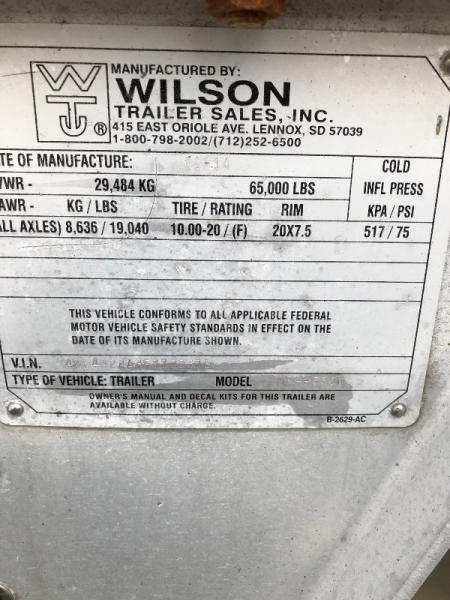 MANUFACTURED BY:
WILSON
TRAILER SALES, INC.
415 EAST ORIOLE AVE. LENNOX, SD 57039
1-800-798-2002/(712)252-6500
WT ®
TE OF MANUFACTURE: COLD
VWR - 29,484 KG 65,000 LBS INFL PRESS
AWR - KG / LBS TIRE / RATING RIM KPA / PSI
ALL AXLES) 8,636 / 19,040 10.00-20 / (F) 20X7.5 517 / 75
THIS VEHICLE CONFORMS TO ALL APPLICABLE FEDERAL
MOTOR VEHICLE SAFETY STANDARDS IN EFFECT ON THE
DATE OF ITS MANUFACTURE SHOWN.
V.I.N.
TYPE OF VEHICLE: TRAILER MODEL
OWNER'S MANUAL AND DECAL KITS FOR THIS TRAILER ARE
AVAILABLE WITHOUT CHARGE.
B-2629-AC